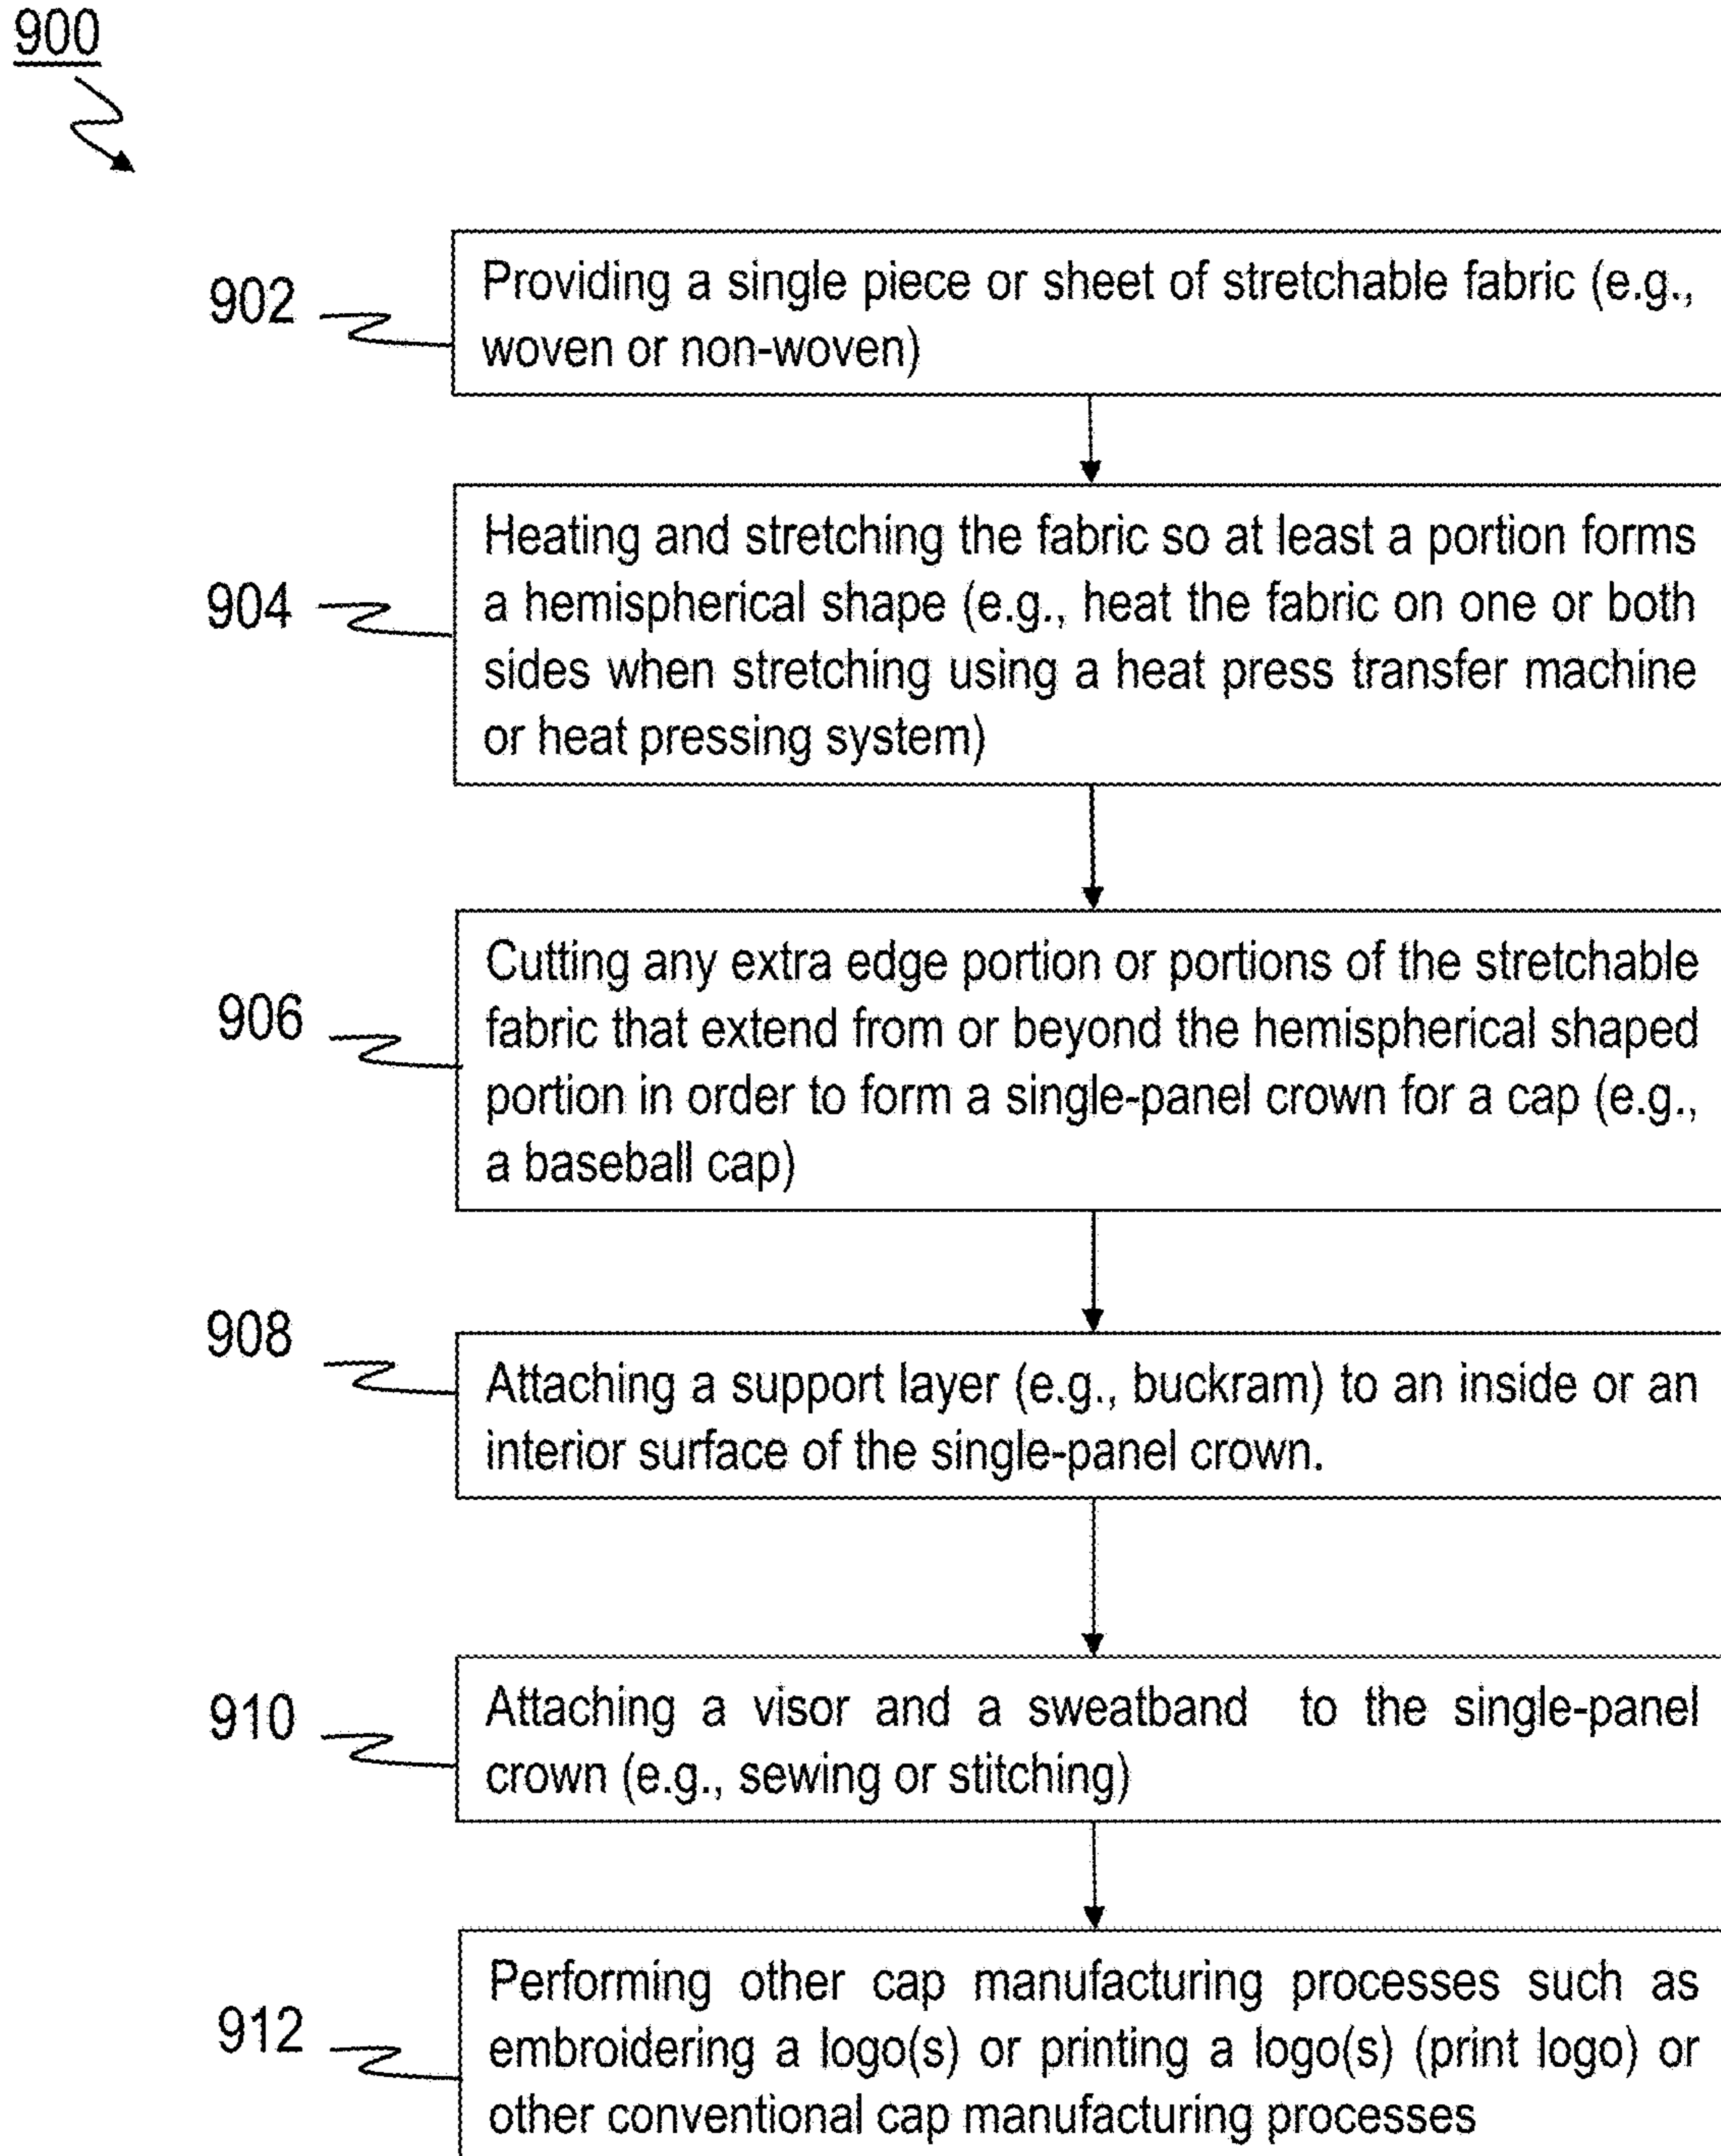 900
902
Providing a single piece or sheet of stretchable fabric (e.g.,
woven or non-woven)
904
Heating and stretching the fabric so at least a portion forms
a hemispherical shape (e.g., heat the fabric on one or both
sides when stretching using a heat press transfer machine
or heat pressing system)
906
Cutting any extra edge portion or portions of the stretchable
fabric that extend from or beyond the hemispherical shaped
portion in order to form a single-panel crown for a cap (e.g.,
a baseball cap)
908
Attaching a support layer (e.g., buckram) to an inside or an
interior surface of the single-panel crown.
910
Attaching a visor and a sweatband to the single-panel
crown (e.g., sewing or stitching)
912
Performing other cap manufacturing processes such as
embroidering a logo(s) or printing a logo(s) (print logo) or
other conventional cap manufacturing processes